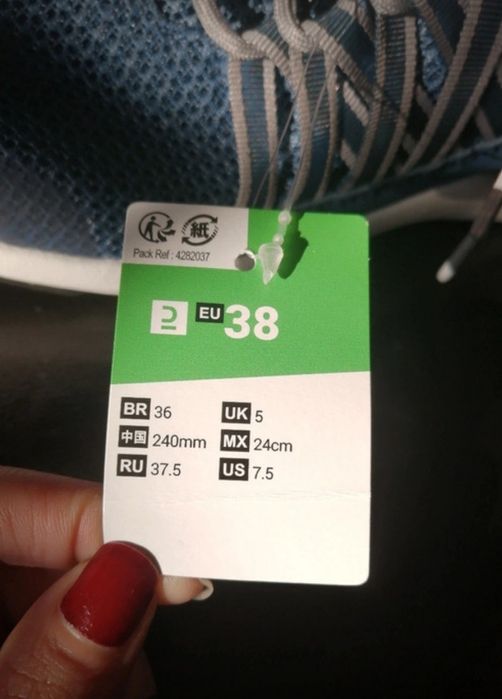 紙
Pack Ref : 4282037
EU 38
BR 36 UK 5
中国 240mm MX 24cm
RU 37.5 US 7.5